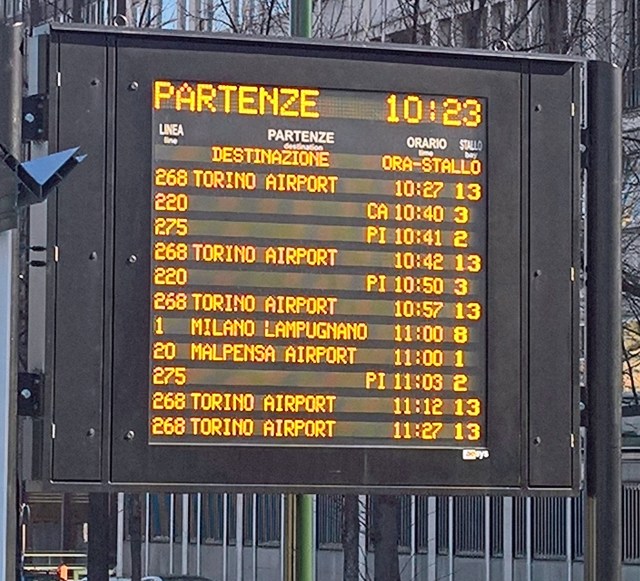 PARTENZE 10:23
LINEA PARTENZE ORARIO STALLO
line destination time bay
DESTINAZIONE ORA-STALLO
268 TORINO AIRPORT 10:27 13
220 CA 10:40 3
275 PI 10:41 2
268 TORINO AIRPORT 10:42 13
220 PI 10:50 3
268 TORINO AIRPORT 10:57 13
1 MILANO LAMPUGNANO 11:00 8
20 MALPENSA AIRPORT 11:00 1
275 PI 11:03 2
268 TORINO AIRPORT 11:12 13
268 TORINO AIRPORT 11:27 13